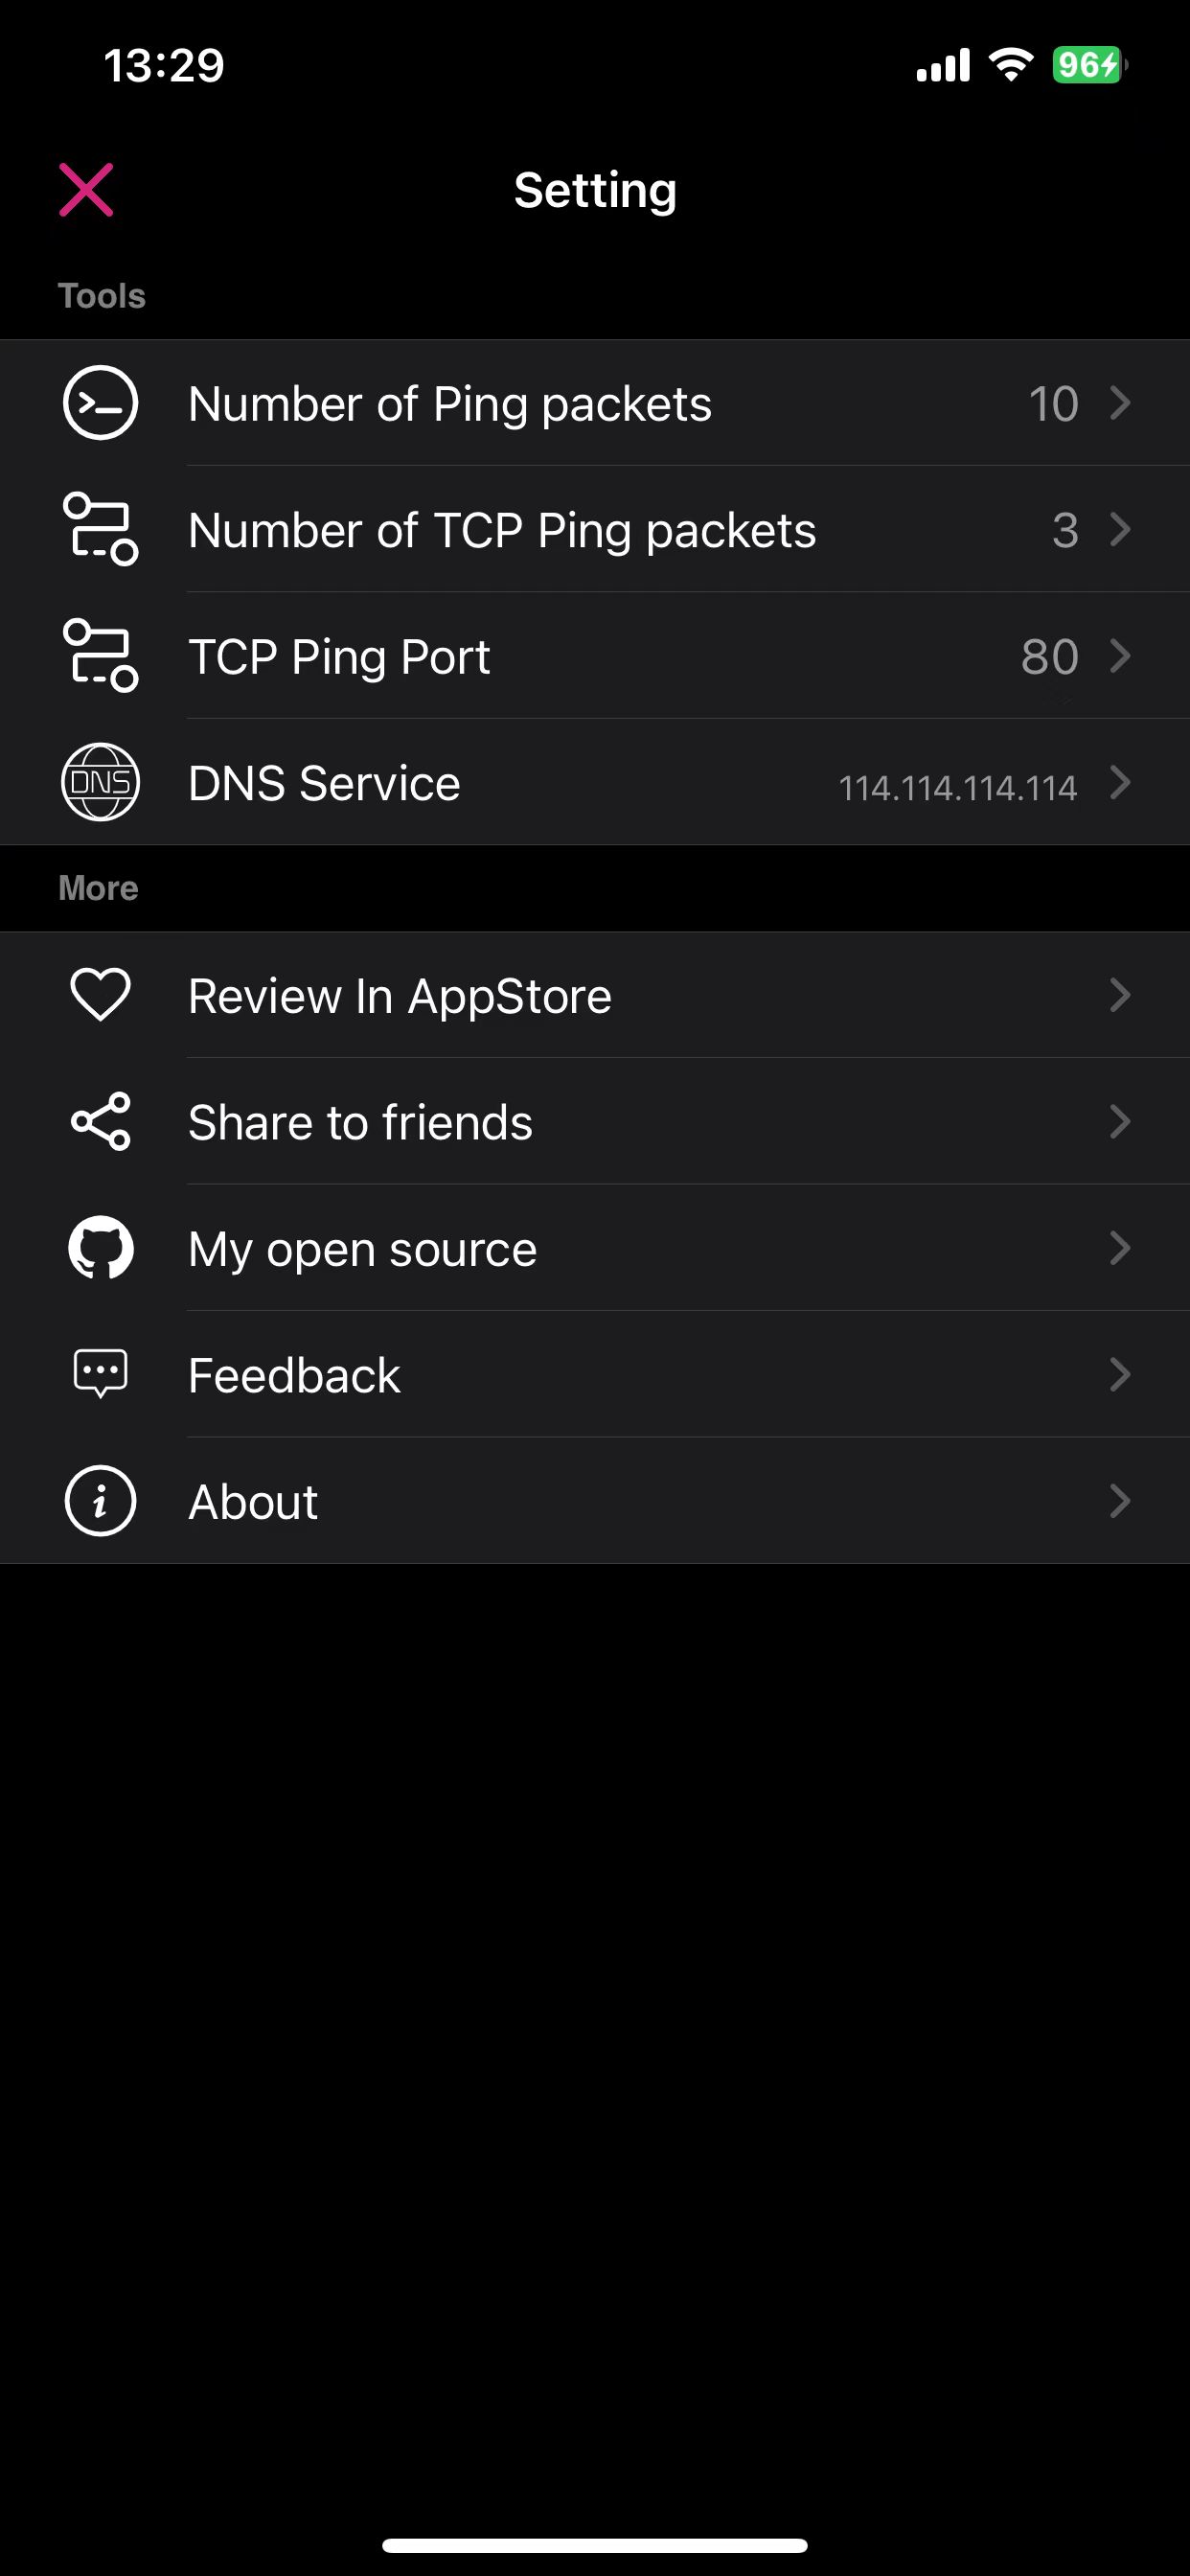 13:29
96
Setting
Tools
Number of Ping packets 10
Number of TCP Ping packets 3
TCP Ping Port 80
DNS
DNS Service 114.114.114.114
More
Review In AppStore
Share to friends
My open source
Feedback
About